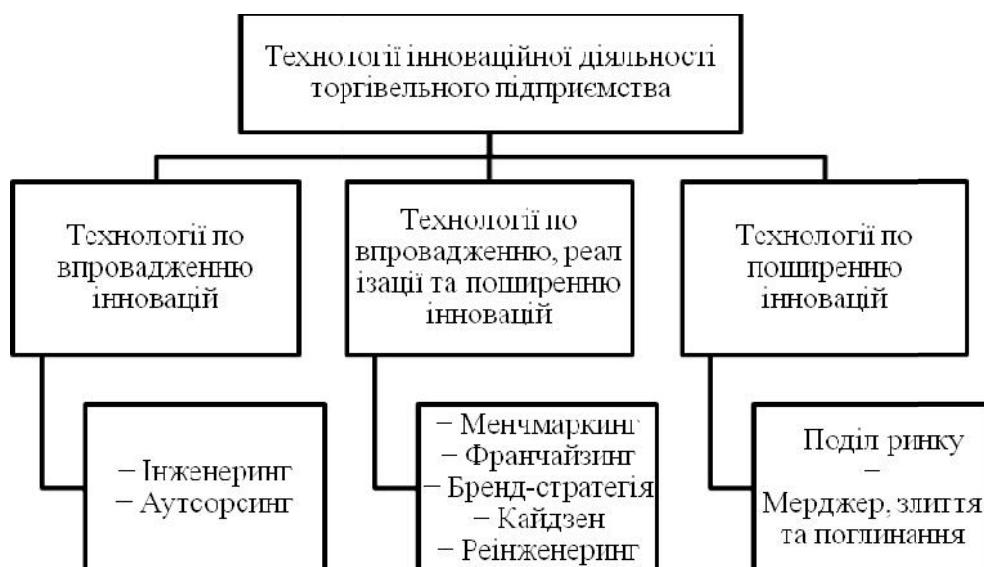 Технології інноваційної діяльності
торгівельного підприємства
Технології по
впровадженню
інновацій
Технології по
впровадженню, реал
ізації та поширенню
інновацій
Технології по
поширенню
інновацій
– Інженеринг
– Аутсорсинг
– Менчмаркинг
– Франчайзинг
– Бренд-стратегія
– Кайдзен
– Реінженеринг
Поділ ринку
–
Мерджер, злиття
та поглинання